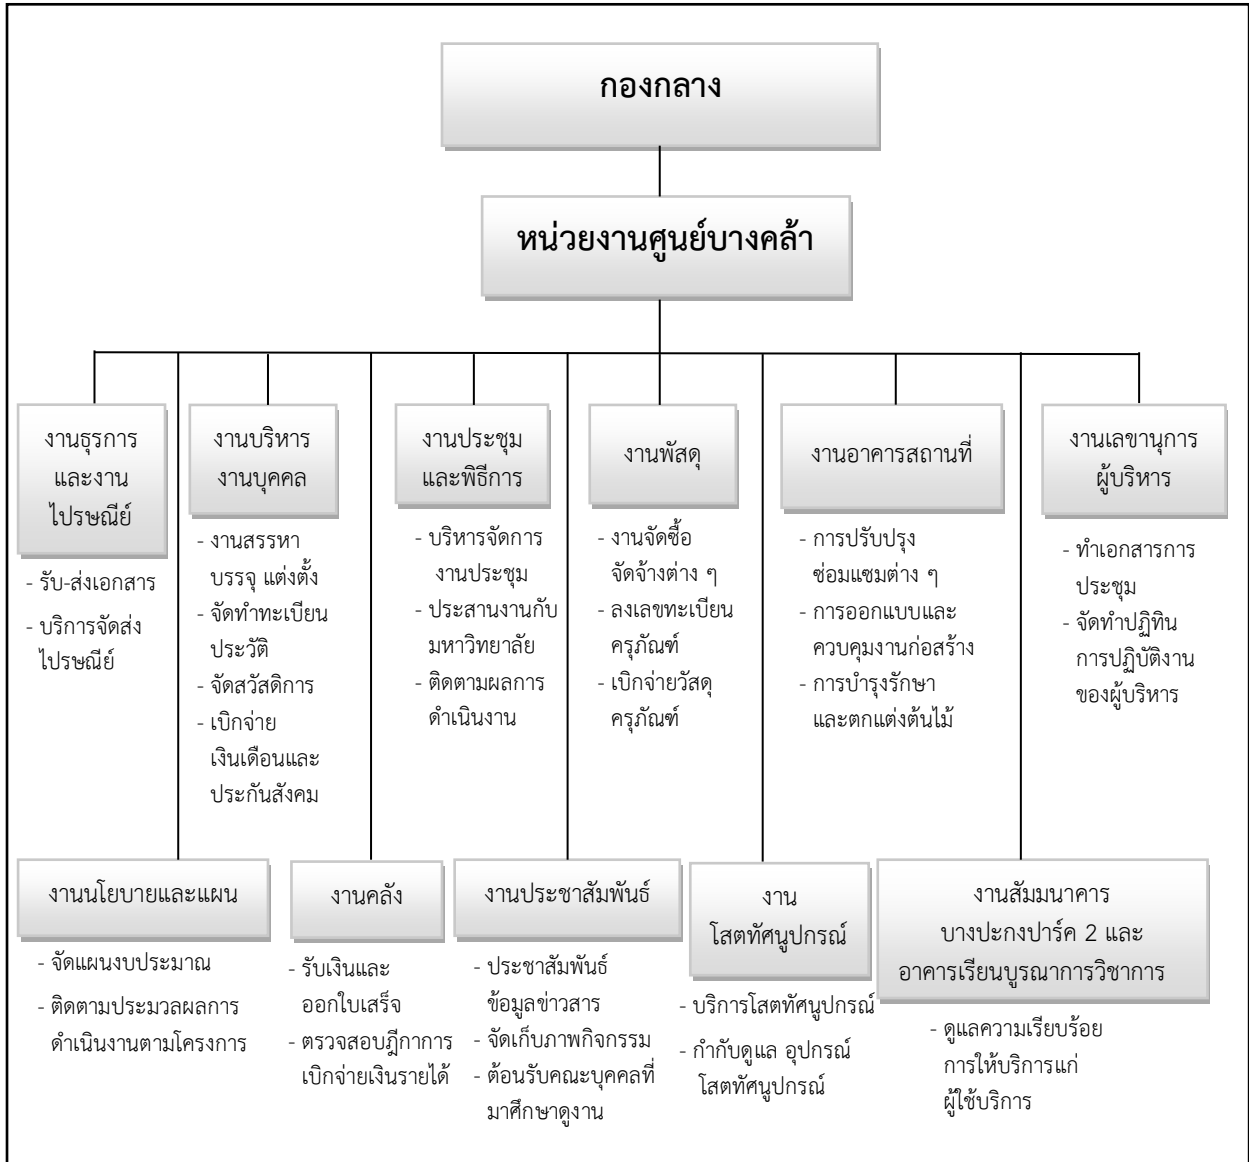 กองกลาง
หน่วยงานศูนย์บางคล้า
งานธุรการ
และงาน
ไปรษณีย์
- รับ-ส่งเอกสาร
- บริการจัดส่ง
ไปรษณีย์
งานบริหาร
งานบุคคล
- งานสรรหา
บรรจุ แต่งตั้ง
- จัดทำทะเบียน
ประวัติ
- จัดสวัสดิการ
- เบิกจ่าย
เงินเดือนและ
ประกันสังคม
งานประชุม
และพิธีการ
- บริหารจัดการ
งานประชุม
- ประสานงานกับ
มหาวิทยาลัย
- ติดตามผลการ
ดำเนินงาน
งานพัสดุ
- งานจัดซื้อ
จัดจ้างต่าง ๆ
- ลงเลขทะเบียน
ครุภัณฑ์
- เบิกจ่ายวัสดุ
ครุภัณฑ์
งานอาคารสถานที่
- การปรับปรุง
ซ่อมแซมต่าง ๆ
- การออกแบบและ
ควบคุมงานก่อสร้าง
- การบำรุงรักษา
และตกแต่งต้นไม้
งานเลขานุการ
ผู้บริหาร
- ทำเอกสารการ
ประชุม
- จัดทำปฏิทิน
การปฏิบัติงาน
ของผู้บริหาร
งานนโยบายและแผน
- จัดแผนงบประมาณ
- ติดตามประมวลผลการ
ดำเนินงานตามโครงการ
งานคลัง
- รับเงินและ
ออกใบเสร็จ
- ตรวจสอบฎีกาการ
เบิกจ่ายเงินรายได้
งานประชาสัมพันธ์
- ประชาสัมพันธ์
ข้อมูลข่าวสาร
- จัดเก็บภาพกิจกรรม
- ต้อนรับคณะบุคคลที่
มาศึกษาดูงาน
งาน
โสตทัศนูปกรณ์
- บริการโสตทัศนูปกรณ์
- กำกับดูแล อุปกรณ์
โสตทัศนูปกรณ์
งานสัมมนาคาร
บางปะกงปาร์ค 2 และ
อาคารเรียนบูรณาการวิชาการ
- ดูแลความเรียบร้อย
การให้บริการแก่
ผู้ใช้บริการ